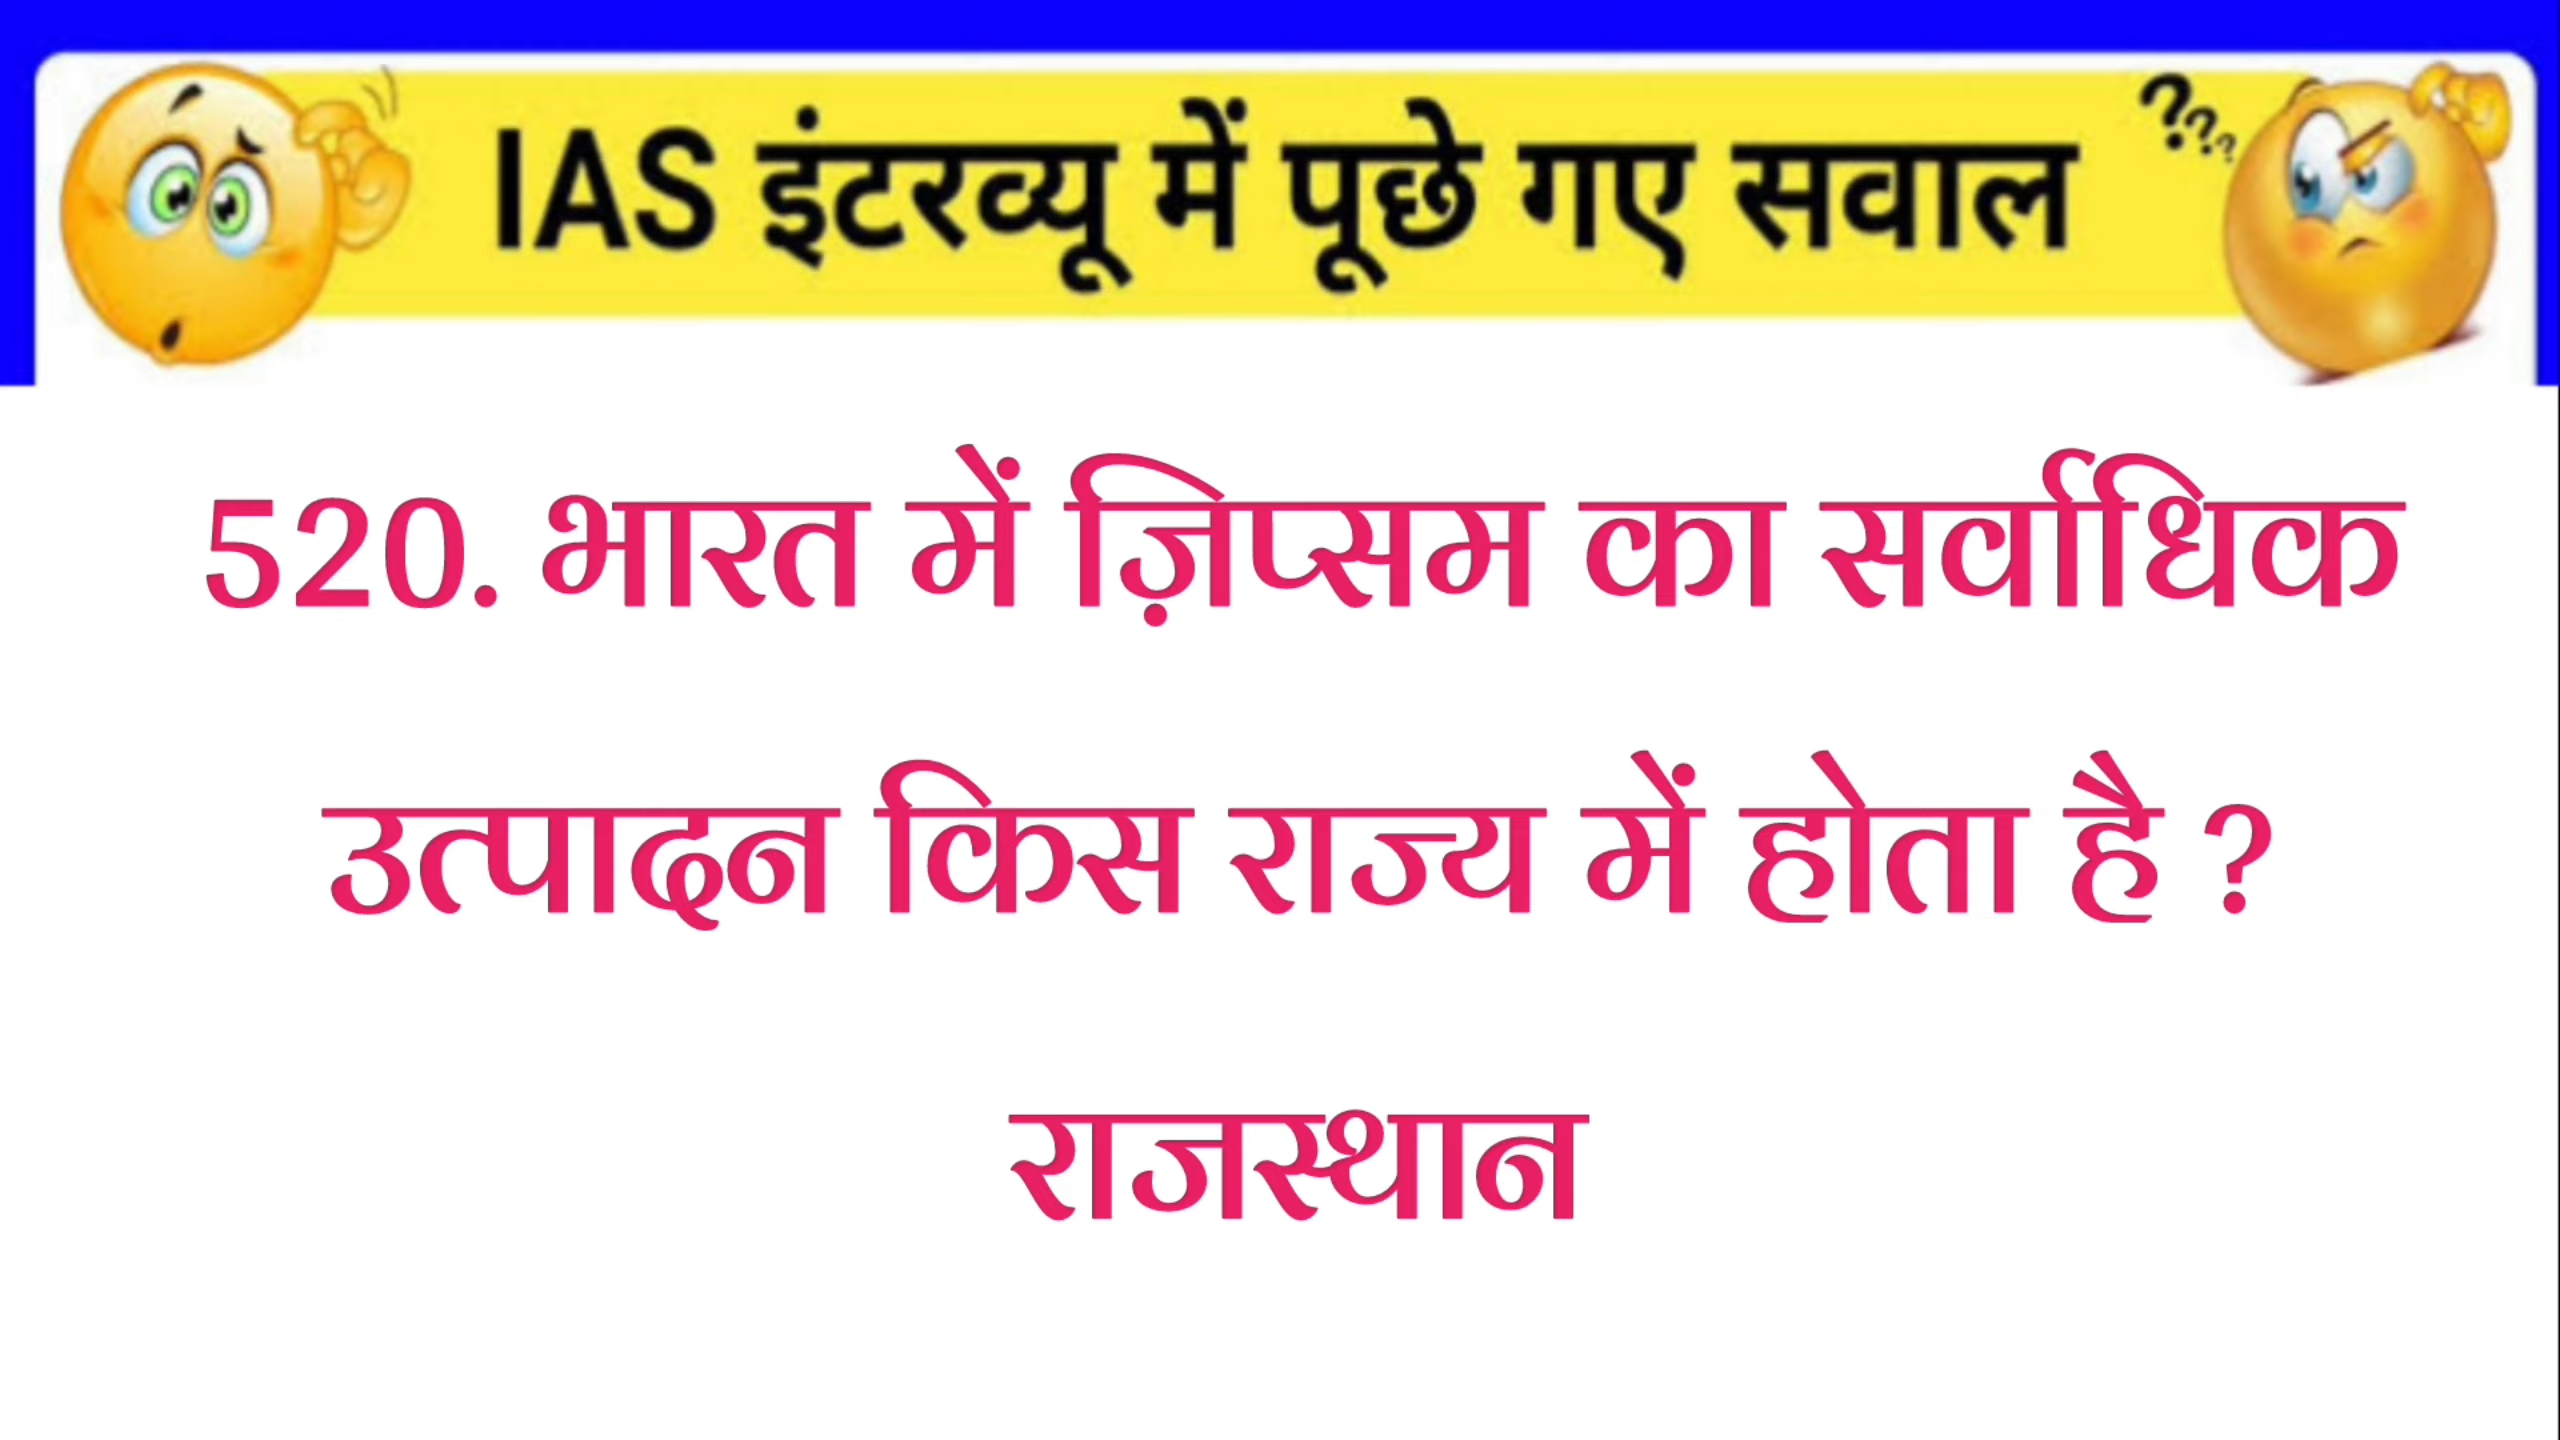 IAS इंटरव्यू में पूछे गए सवाल
???
520. भारत में ज़िप्सम का सर्वाधिक
उत्पादन किस राज्य में होता है ?
राजस्थान